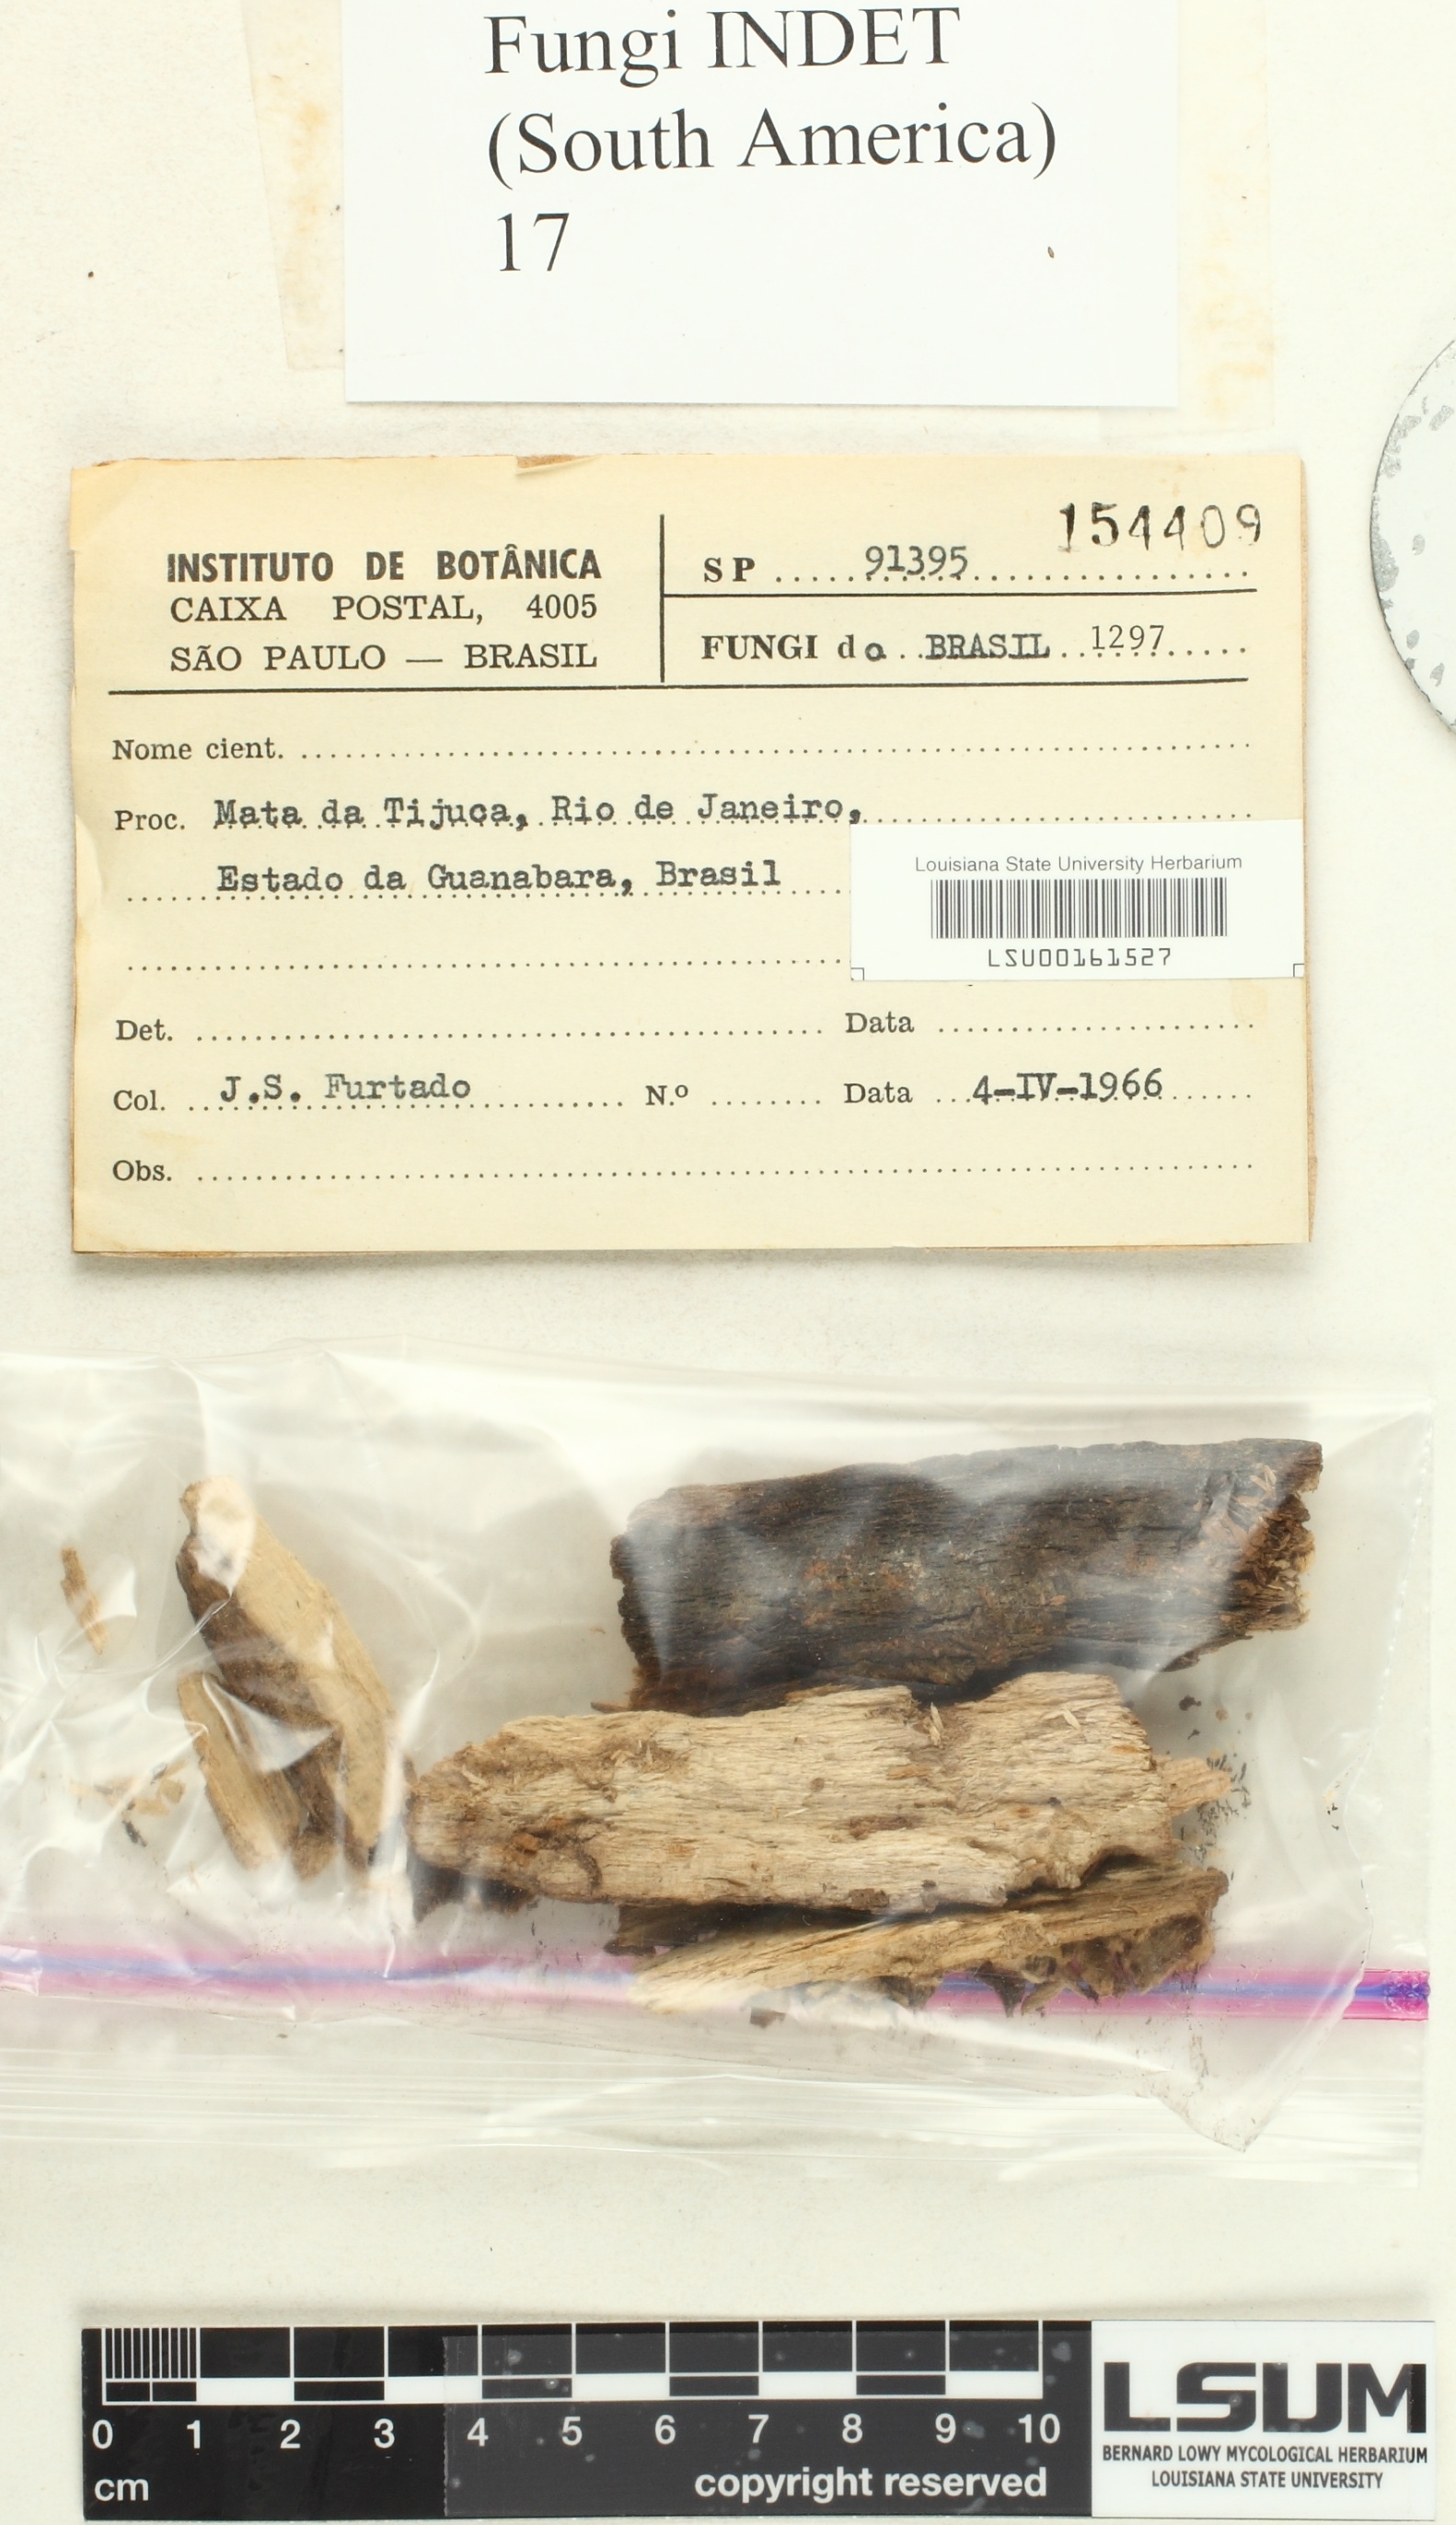 Fungi INDET
(South America)
17
154409
INSTITUTO DE BOTÂNICA
CAIXA POSTAL, 4005
SÃO PAULO — BRASIL
SP ..... 91395 ...................
FUNGI do .. BRASIL .. 1297 .....
Nome cient. ................................................................
Proc. Mata da Tijuca, Rio de Janeiro,
Estado da Guanabara, Brasil
Louisiana State University Herbarium
LSU00161527
Det. ........................................... Data ......................
Col. J.S. Furtado ........... N.º ........ Data ... 4-IV-1966 ......
Obs. ........................................................................
0 1 2 3 4 5 6 7 8 9 10
cm
copyright reserved
LSUM
BERNARD LOWY MYCOLOGICAL HERBARIUM
LOUISIANA STATE UNIVERSITY